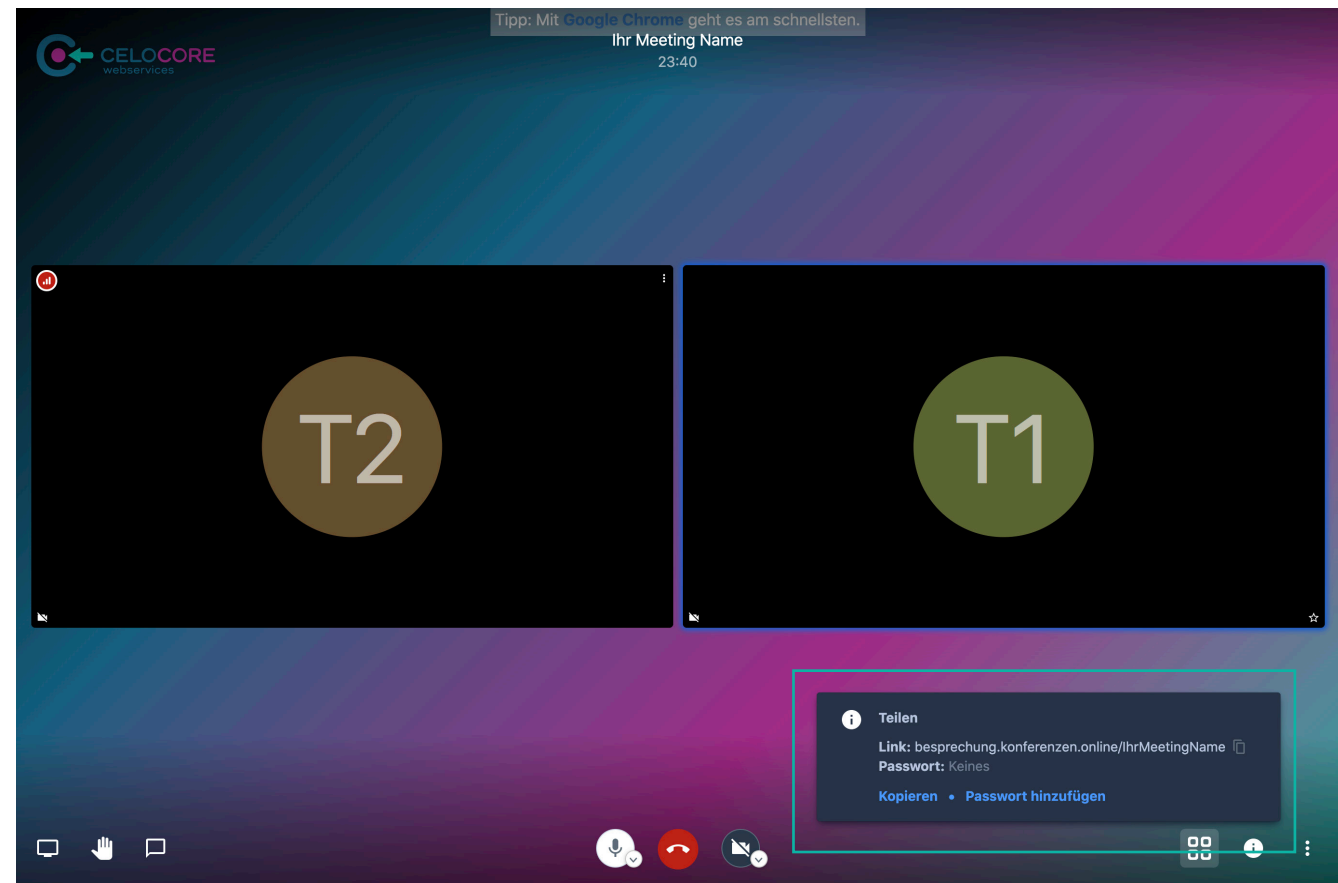 Tipp: Mit Google Chrome geht es am schnellsten.
Ihr Meeting Name
23:40
CELOCORE
webservices
T2
T1
Teilen
Link: besprechung.konferenzen.online/IhrMeetingName
Passwort: Keines
Kopieren • Passwort hinzufügen